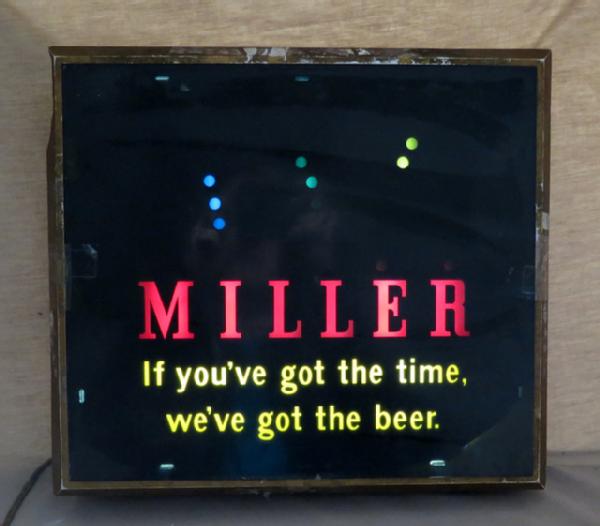 MILLER
If you've got the time,
we've got the beer.